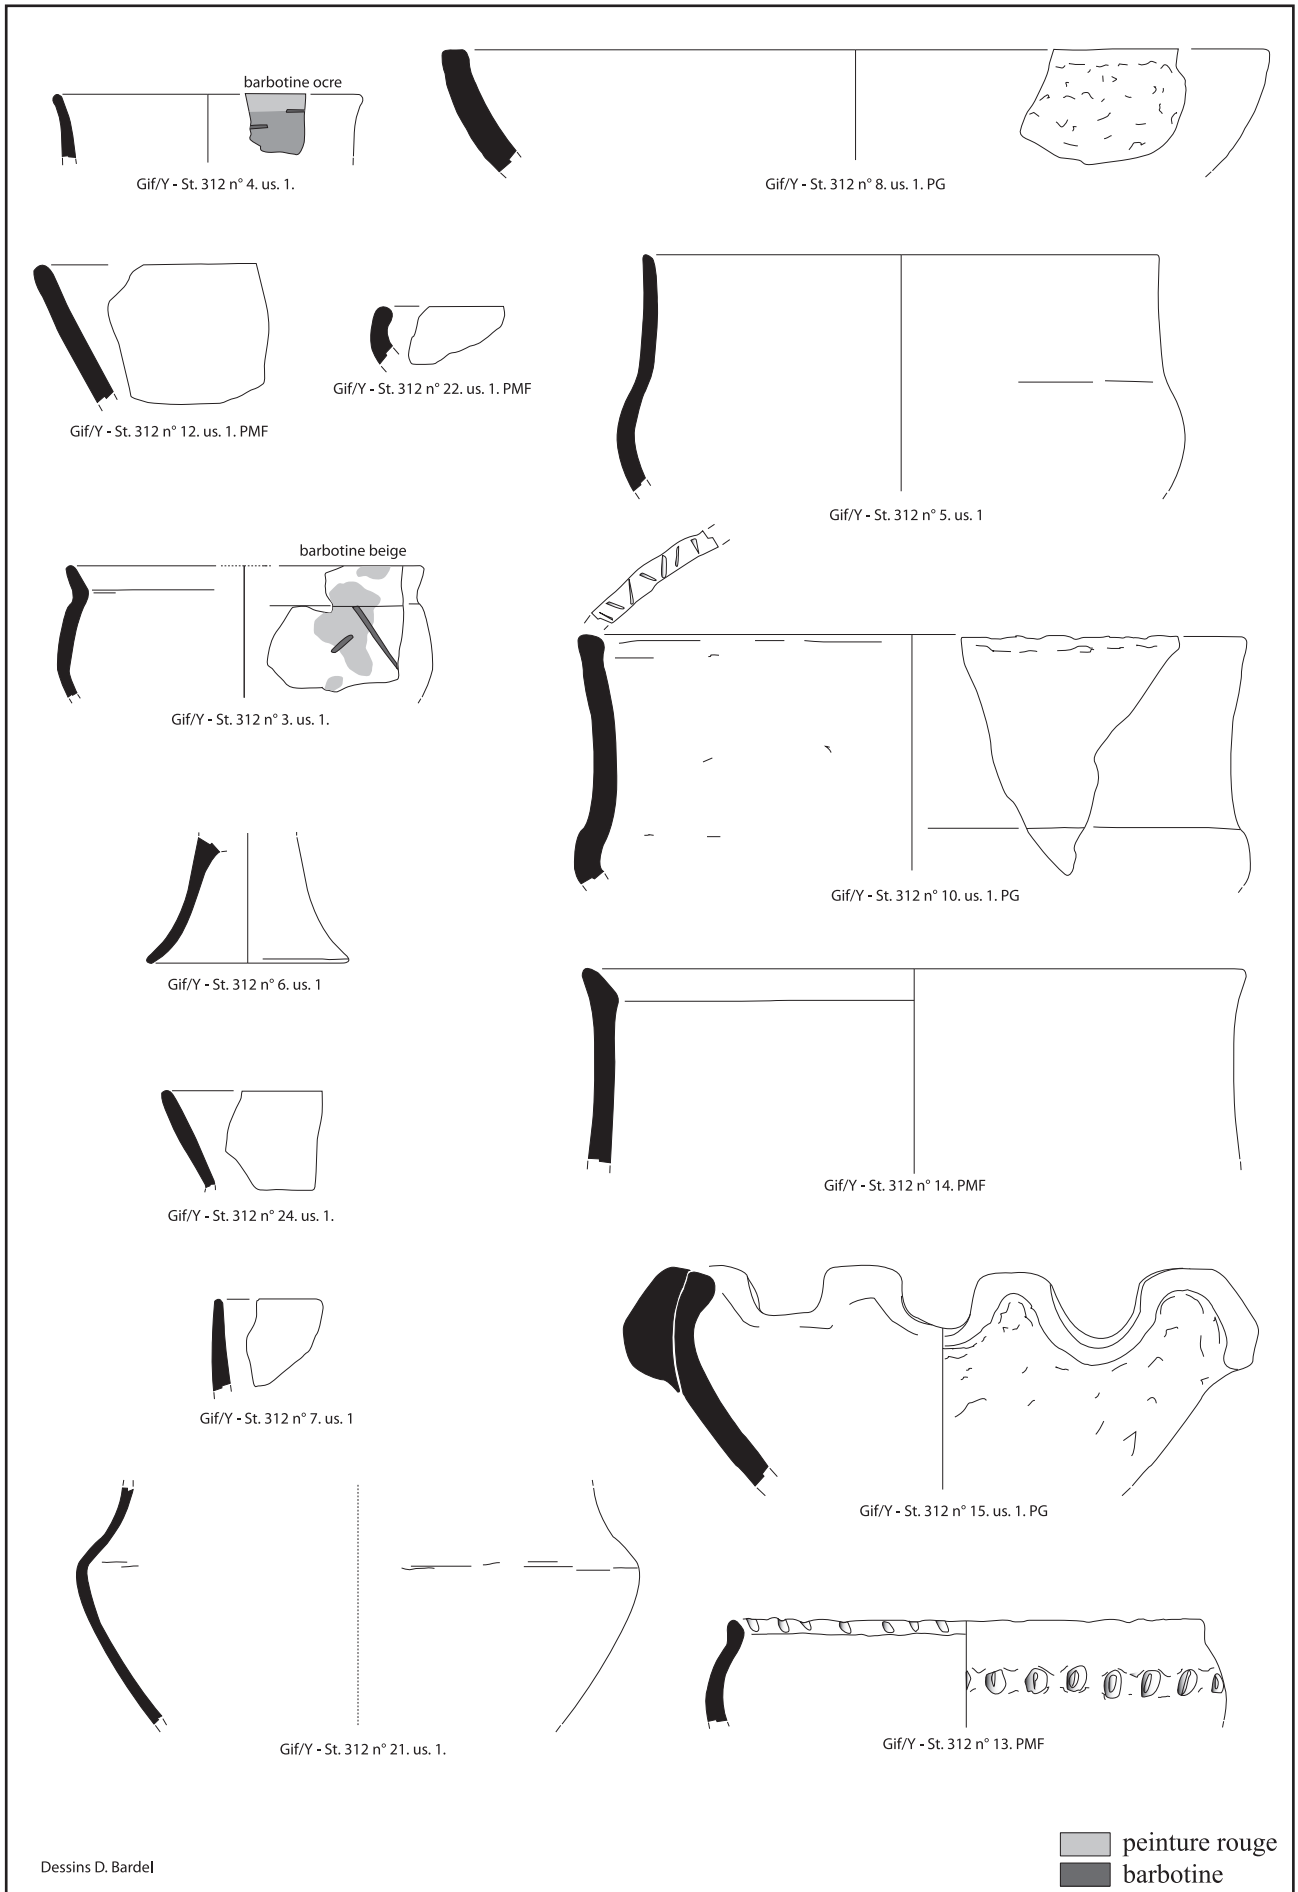 barbotine ocre
Gif/Y - St. 312 n° 4. us. 1.
Gif/Y - St. 312 n° 8. us. 1. PG
Gif/Y - St. 312 n° 12. us. 1. PMF
Gif/Y - St. 312 n° 22. us. 1. PMF
Gif/Y - St. 312 n° 5. us. 1
barbotine beige
Gif/Y - St. 312 n° 3. us. 1.
Gif/Y - St. 312 n° 10. us. 1. PG
Gif/Y - St. 312 n° 6. us. 1
Gif/Y - St. 312 n° 14. PMF
Gif/Y - St. 312 n° 24. us. 1.
Gif/Y - St. 312 n° 7. us. 1
Gif/Y - St. 312 n° 15. us. 1. PG
Gif/Y - St. 312 n° 21. us. 1.
Gif/Y - St. 312 n° 13. PMF
peinture rouge
barbotine
Dessins D. Bardel